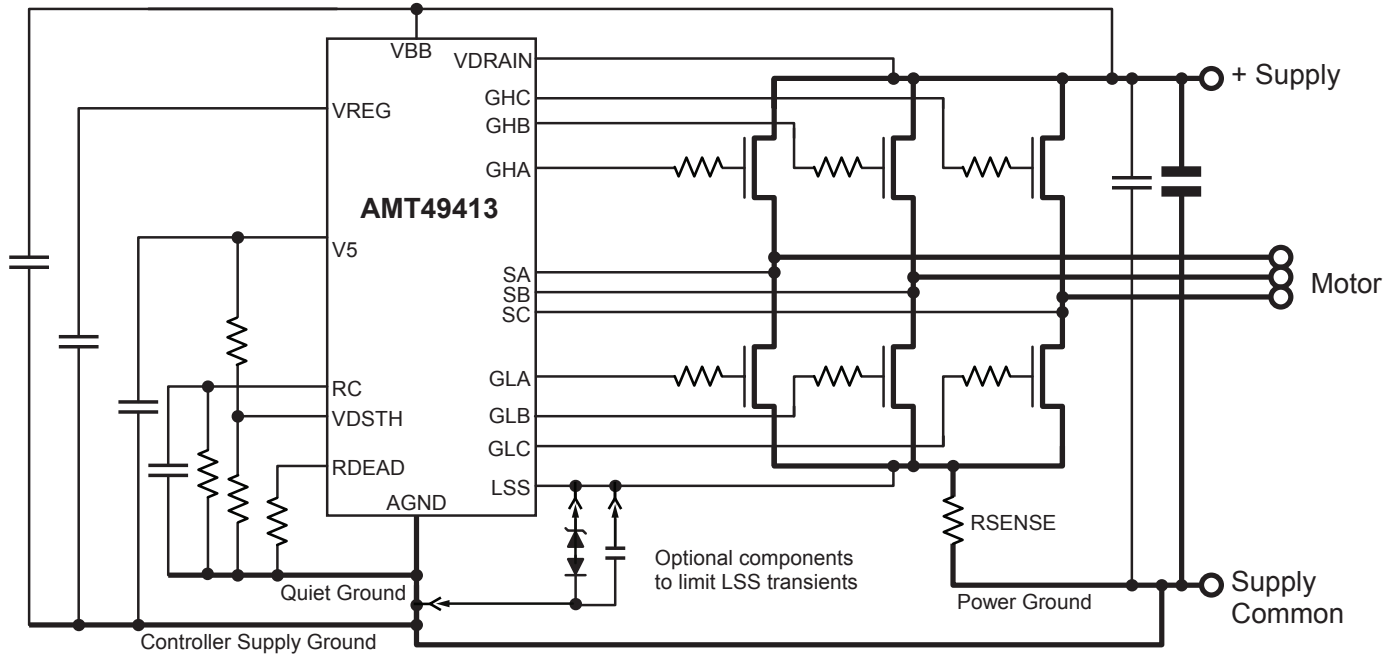 VBB
VDRAIN
+ Supply
VREG
GHC
GHB
GHA
AMT49413
V5
SA
SB
SC
Motor
GLA
RC
VDSTH
GLB
GLC
RDEAD
LSS
AGND
RSENSE
Optional components
to limit LSS transients
Quiet Ground
Power Ground
Supply
Common
Controller Supply Ground